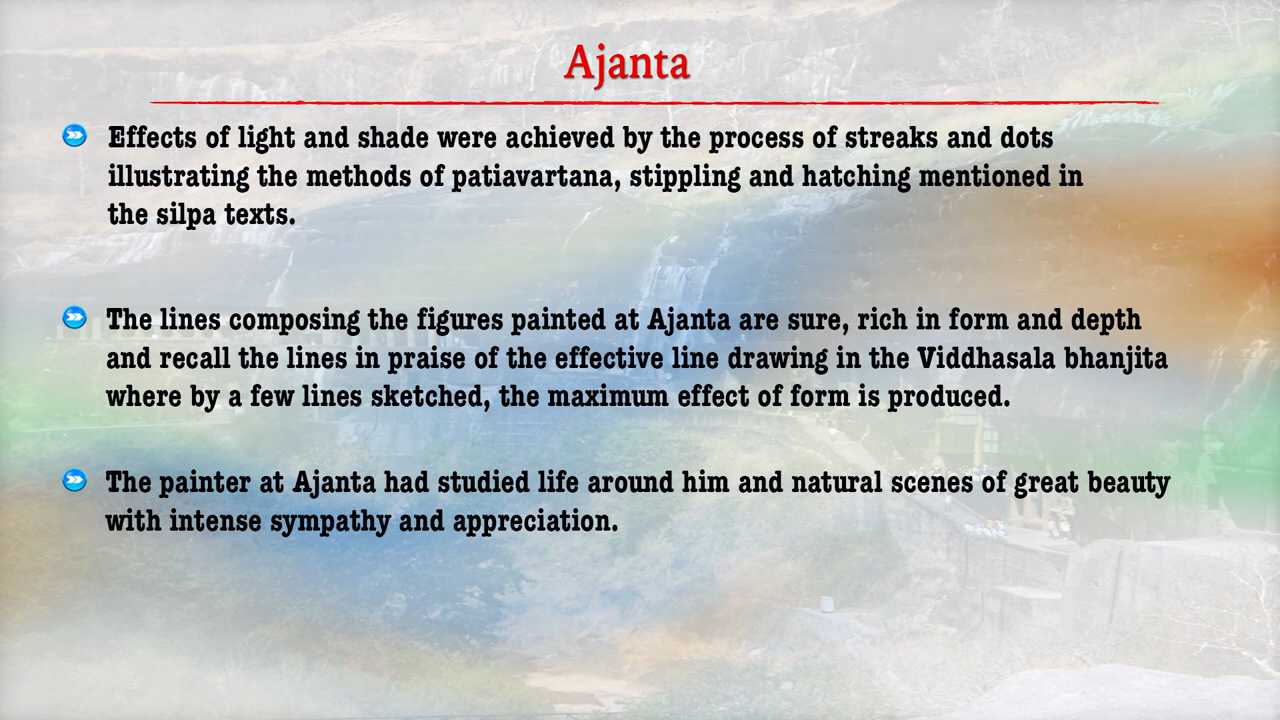 Ajanta
Effects of light and shade were achieved by the process of streaks and dots
illustrating the methods of patiavartana, stippling and hatching mentioned in
the silpa texts.
The lines composing the figures painted at Ajanta are sure, rich in form and depth
and recall the lines in praise of the effective line drawing in the Viddhasala bhanjita
where by a few lines sketched, the maximum effect of form is produced.
The painter at Ajanta had studied life around him and natural scenes of great beauty
with intense sympathy and appreciation.